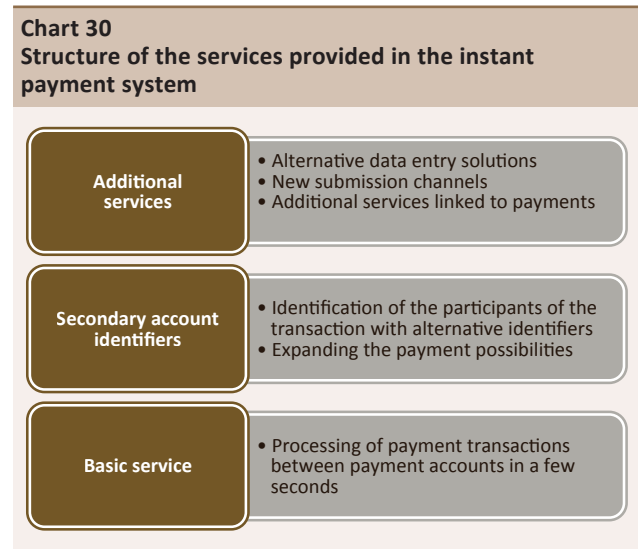 Chart 30
Structure of the services provided in the instant
payment system
Additional
services
• Alternative data entry solutions
• New submission channels
• Additional services linked to payments
Secondary account
identifiers
• Identification of the participants of the
transaction with alternative identifiers
• Expanding the payment possibilities
Basic service
• Processing of payment transactions
between payment accounts in a few
seconds